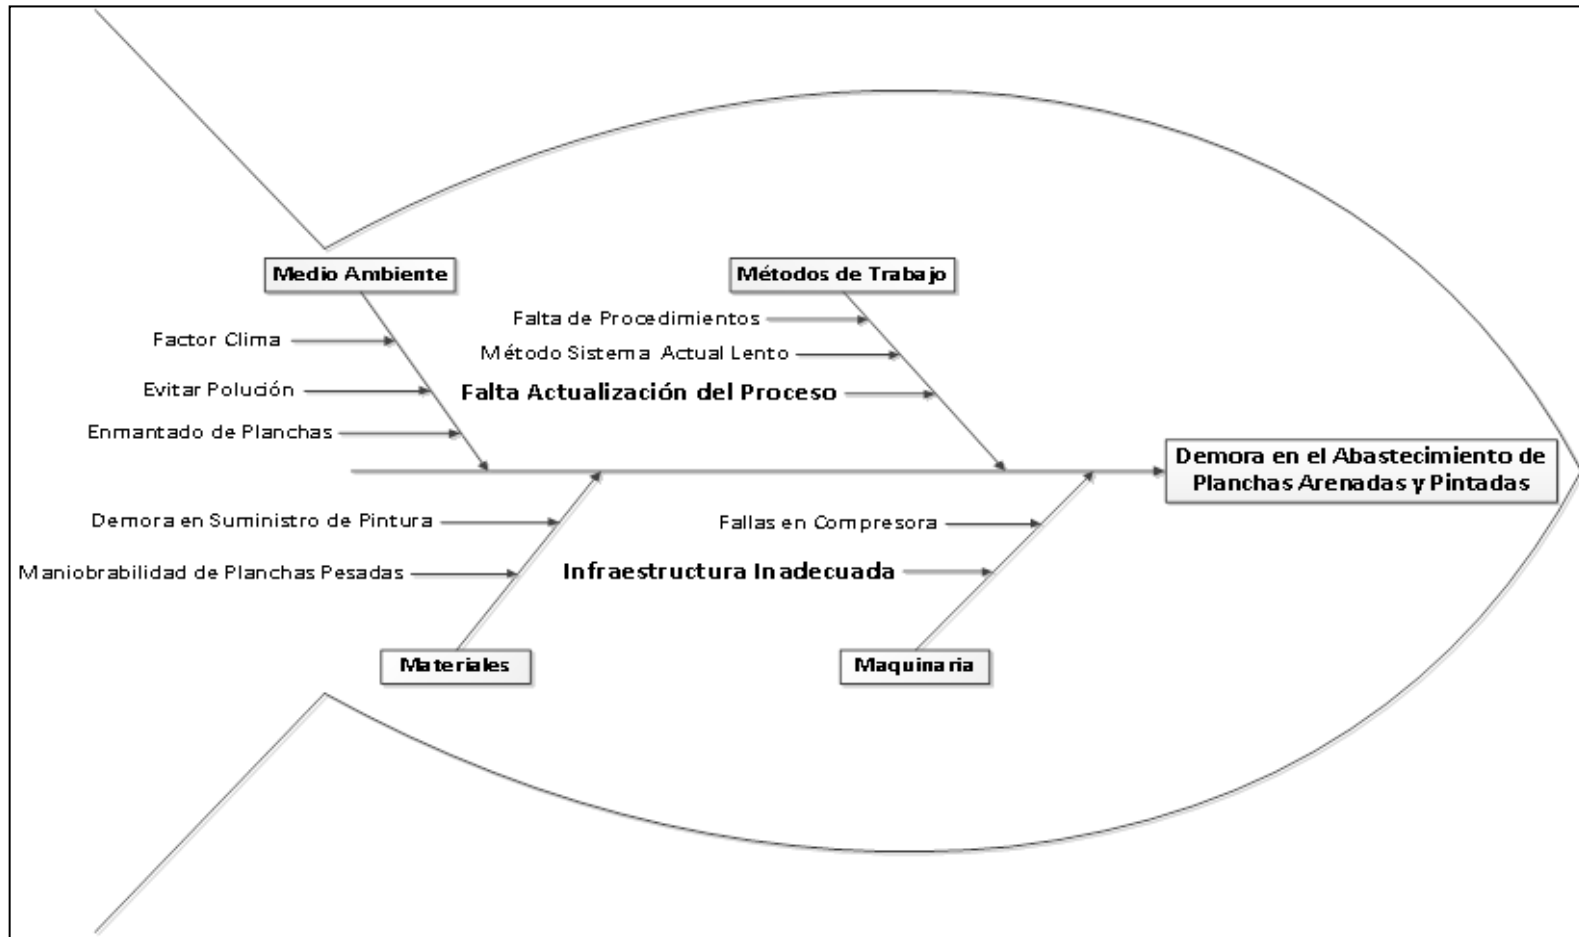 Medio Ambiente
Métodos de Trabajo
Factor Clima
Evitar Polución
Enmantado de Planchas
Falta de Procedimientos
Método Sistema Actual Lento
Falta Actualización del Proceso
Demora en el Abastecimiento de
Planchas Arenadas y Pintadas
Demora en Suministro de Pintura
Maniobrabilidad de Planchas Pesadas
Fallas en Compresora
Infraestructura Inadecuada
Materiales
Maquinaria